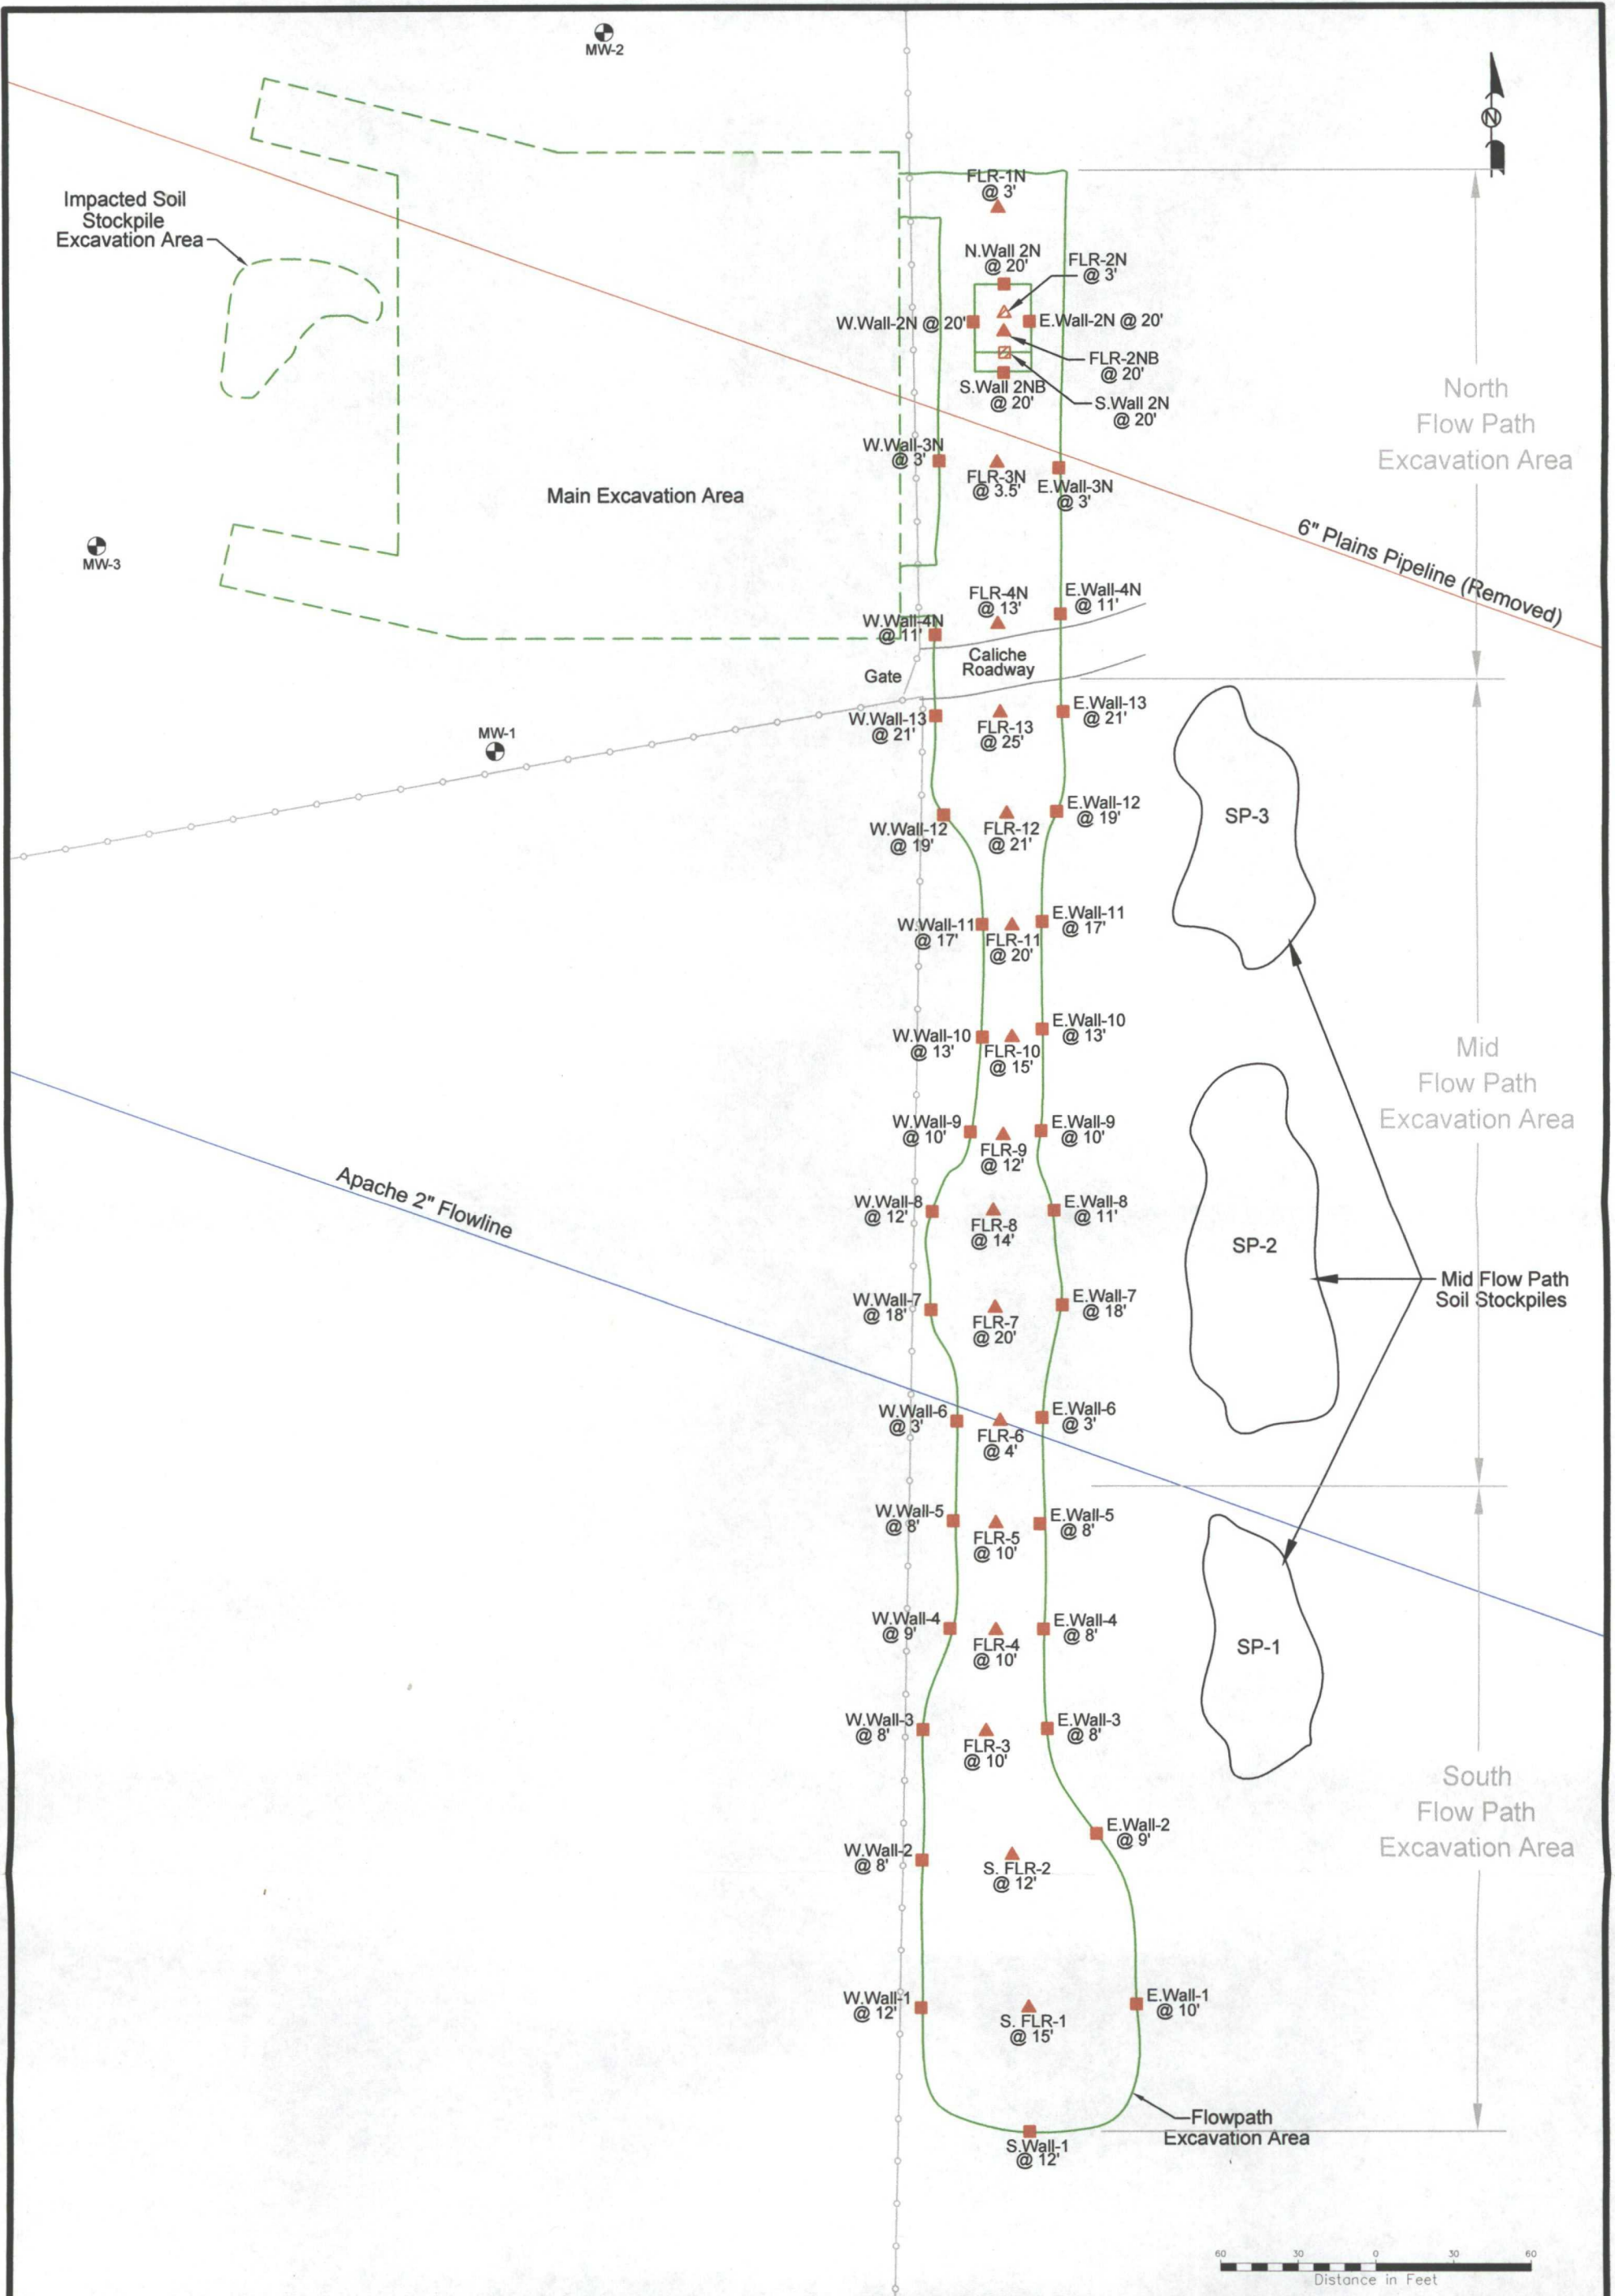 MW-2
N
FLR-1N
@ 3'
Impacted Soil
Stockpile
Excavation Area
N.Wall 2N
@ 20'
FLR-2N
@ 3'
W.Wall-2N @ 20'
E.Wall-2N @ 20'
FLR-2NB
@ 20'
S.Wall 2NB
@ 20'
S.Wall 2N
@ 20'
North
Flow Path
Excavation Area
W.Wall-3N
@ 3'
FLR-3N
@ 3.5'
E.Wall-3N
@ 3'
Main Excavation Area
MW-3
6" Plains Pipeline (Removed)
FLR-4N
@ 13'
E.Wall-4N
@ 11'
W.Wall-4N
@ 11'
Caliche
Roadway
Gate
W.Wall-13
@ 21'
FLR-13
@ 25'
E.Wall-13
@ 21'
MW-1
W.Wall-12
@ 19'
FLR-12
@ 21'
E.Wall-12
@ 19'
SP-3
W.Wall-11
@ 17'
FLR-11
@ 20'
E.Wall-11
@ 17'
W.Wall-10
@ 13'
FLR-10
@ 15'
E.Wall-10
@ 13'
Mid
Flow Path
Excavation Area
W.Wall-9
@ 10'
FLR-9
@ 12'
E.Wall-9
@ 10'
Apache 2" Flowline
W.Wall-8
@ 12'
FLR-8
@ 14'
E.Wall-8
@ 11'
SP-2
Mid Flow Path
Soil Stockpiles
W.Wall-7
@ 18'
FLR-7
@ 20'
E.Wall-7
@ 18'
W.Wall-6
@ 3'
FLR-6
@ 4'
E.Wall-6
@ 3'
W.Wall-5
@ 8'
FLR-5
@ 10'
E.Wall-5
@ 8'
W.Wall-4
@ 9'
FLR-4
@ 10'
E.Wall-4
@ 8'
SP-1
W.Wall-3
@ 8'
FLR-3
@ 10'
E.Wall-3
@ 8'
South
Flow Path
Excavation Area
E.Wall-2
@ 9'
W.Wall-2
@ 8'
S. FLR-2
@ 12'
W.Wall-1
@ 12'
S. FLR-1
@ 15'
E.Wall-1
@ 10'
Flowpath
Excavation Area
S.Wall-1
@ 12'
60 30 0 30 60
Distance in Feet